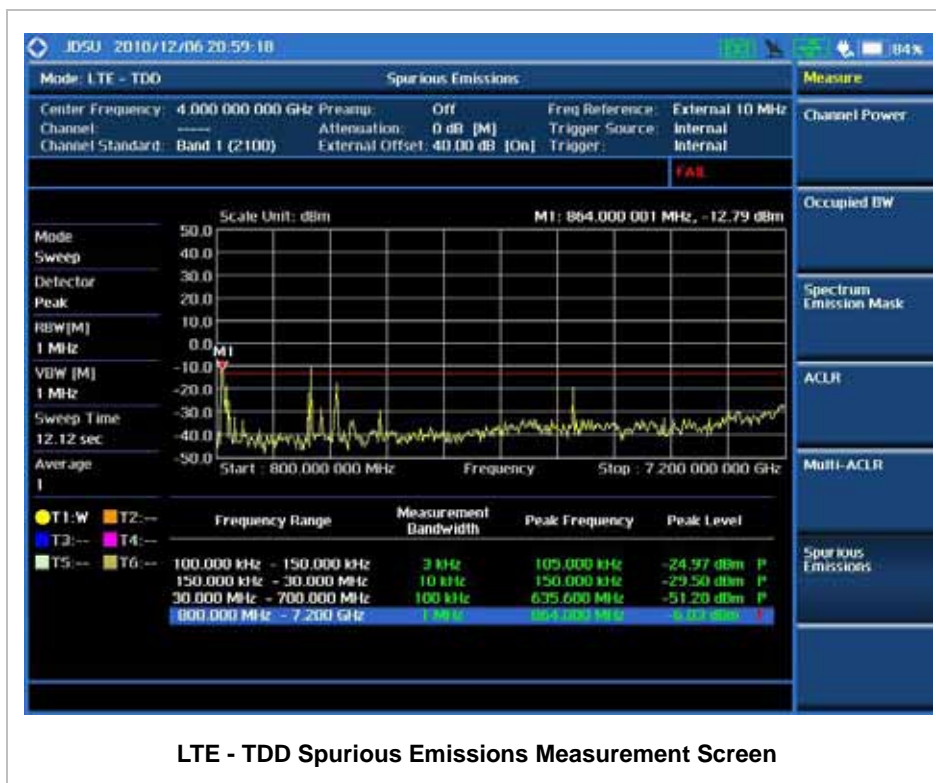 JDSU 2010/12/06 20:59:18 84%
Mode: LTE - TDD Spurious Emissions Measure
Center Frequency: 4.000 000 000 GHz Preamp: Off Freq Reference: External 10 MHz
Channel: ---- Attenuation: 0 dB [M] Trigger Source: Internal
Channel Standard: Band 1 (2100) External Offset: 40.00 dB [On] Trigger: Internal
FAIL
Channel Power
Occupied BW
Spectrum
Emission Mask
ACLR
Multi-ACLR
Spurious
Emissions
Scale Unit: dBm M1: 864.000 001 MHz, -12.79 dBm
Mode
Sweep
Detector
Peak
RBW[M]
1 MHz
VBW [M]
1 MHz
Sweep Time
12.12 sec
Average
1
50.0
40.0
30.0
20.0
10.0
0.0
M1
-10.0
-20.0
-30.0
-40.0
-50.0
Start : 800.000 000 MHz Frequency Stop : 7.200 000 000 GHz
T1:W T2:--
T3:-- T4:--
T5:-- T6:--
Frequency Range Measurement Bandwidth Peak Frequency Peak Level
100.000 kHz - 150.000 kHz 3 kHz 105.000 kHz -24.97 dBm P
150.000 kHz - 30.000 MHz 10 kHz 150.000 kHz -29.50 dBm P
30.000 MHz - 700.000 MHz 100 kHz 635.600 MHz -51.20 dBm P
800.000 MHz - 7.200 GHz 1 MHz 864.000 MHz -6.03 dBm
LTE - TDD Spurious Emissions Measurement Screen